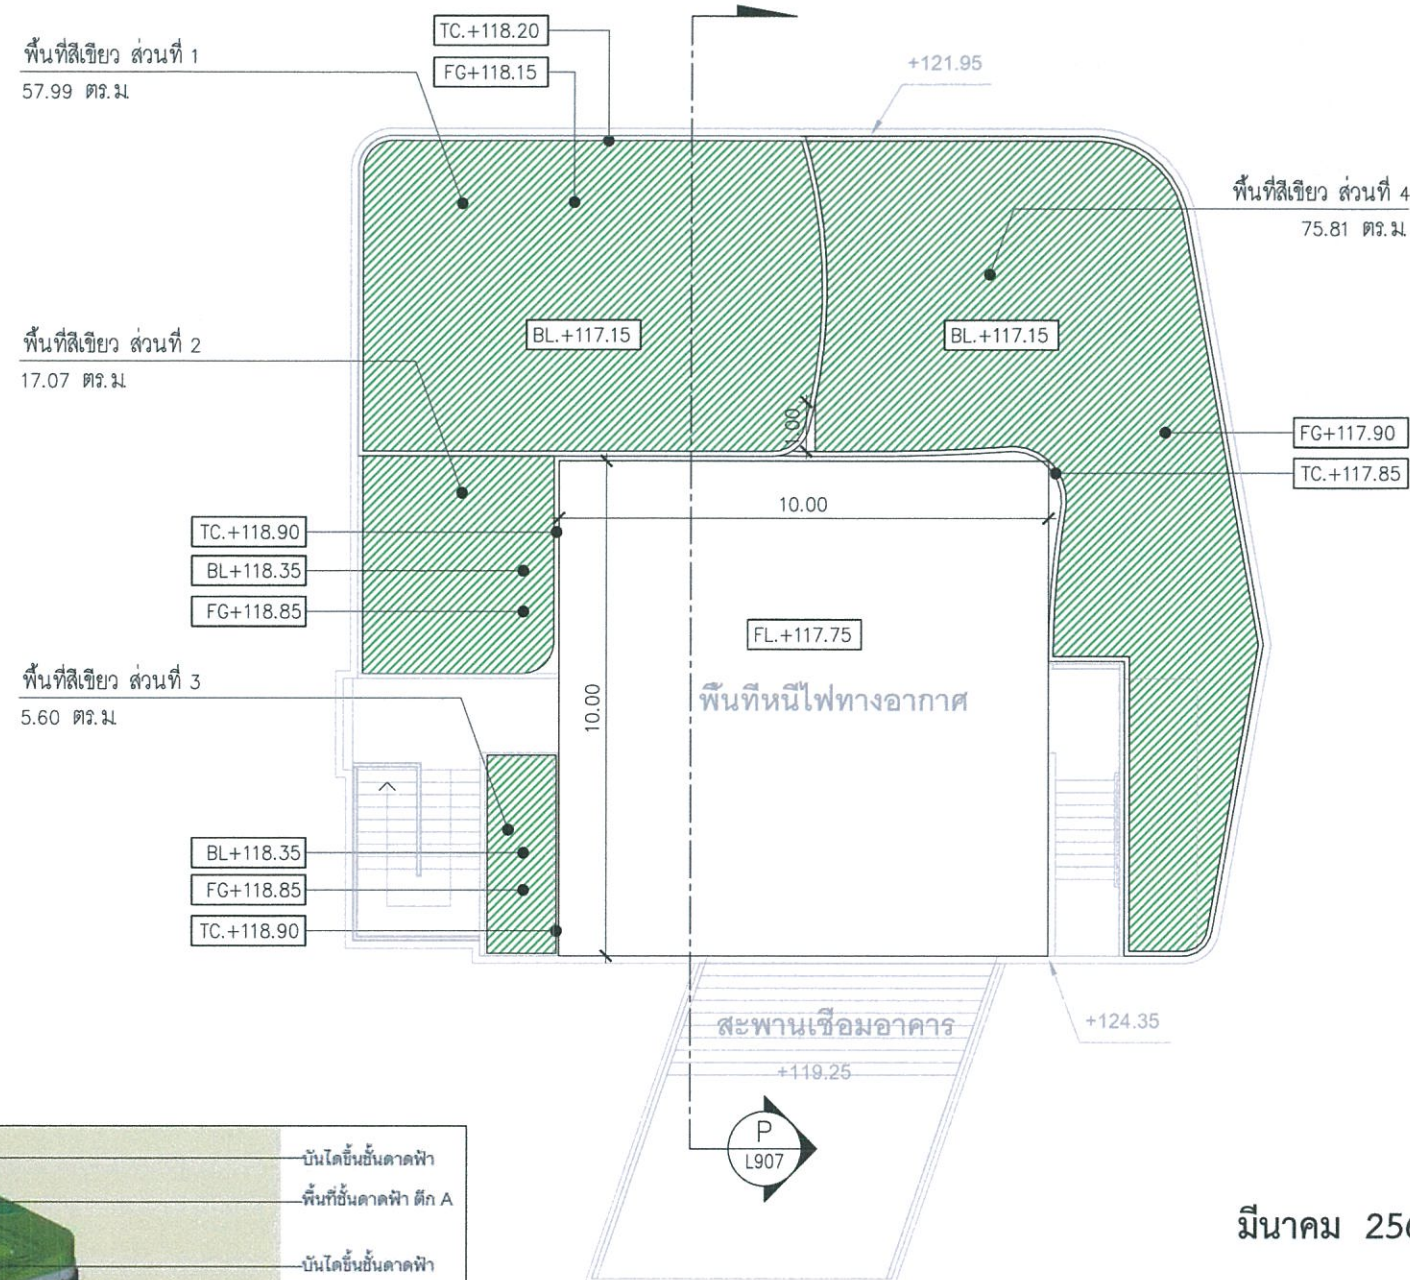 TC.+118.20
FG+118.15
+121.95
พื้นที่สีเขียว ส่วนที่ 1
57.99 ตร.ม.
พื้นที่สีเขียว ส่วนที่ 4
75.81 ตร.ม.
BL.+117.15
BL.+117.15
พื้นที่สีเขียว ส่วนที่ 2
17.07 ตร.ม.
1.00
FG+117.90
TC.+117.85
10.00
TC.+118.90
BL+118.35
FG+118.85
FL.+117.75
พื้นที่หนีไฟทางอากาศ
10.00
พื้นที่สีเขียว ส่วนที่ 3
5.60 ตร.ม.
BL+118.35
FG+118.85
TC.+118.90
สะพานเชื่อมอาคาร
+119.25
+124.35
P
L907
บันไดขึ้นชั้นดาดฟ้า
พื้นที่ชั้นดาดฟ้า ตึก A
บันไดขึ้นชั้นดาดฟ้า
มีนาคม